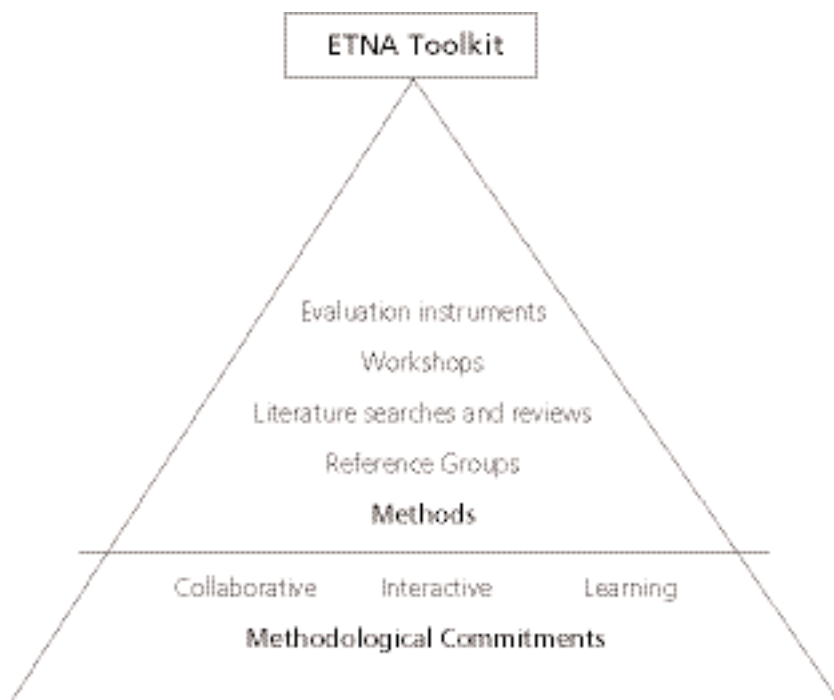 ETNA Toolkit
Evaluation instruments
Workshops
Literature searches and reviews
Reference Groups
Methods
Collaborative Interactive Learning
Methodological Commitments